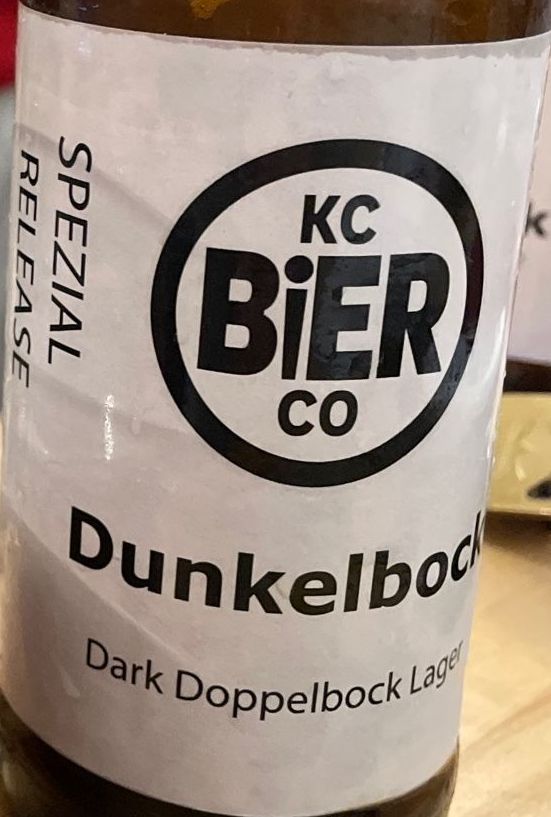 SPEZIAL
RELEASE
KC
BiER
CO
Dunkelbock
Dark Doppelbock Lager